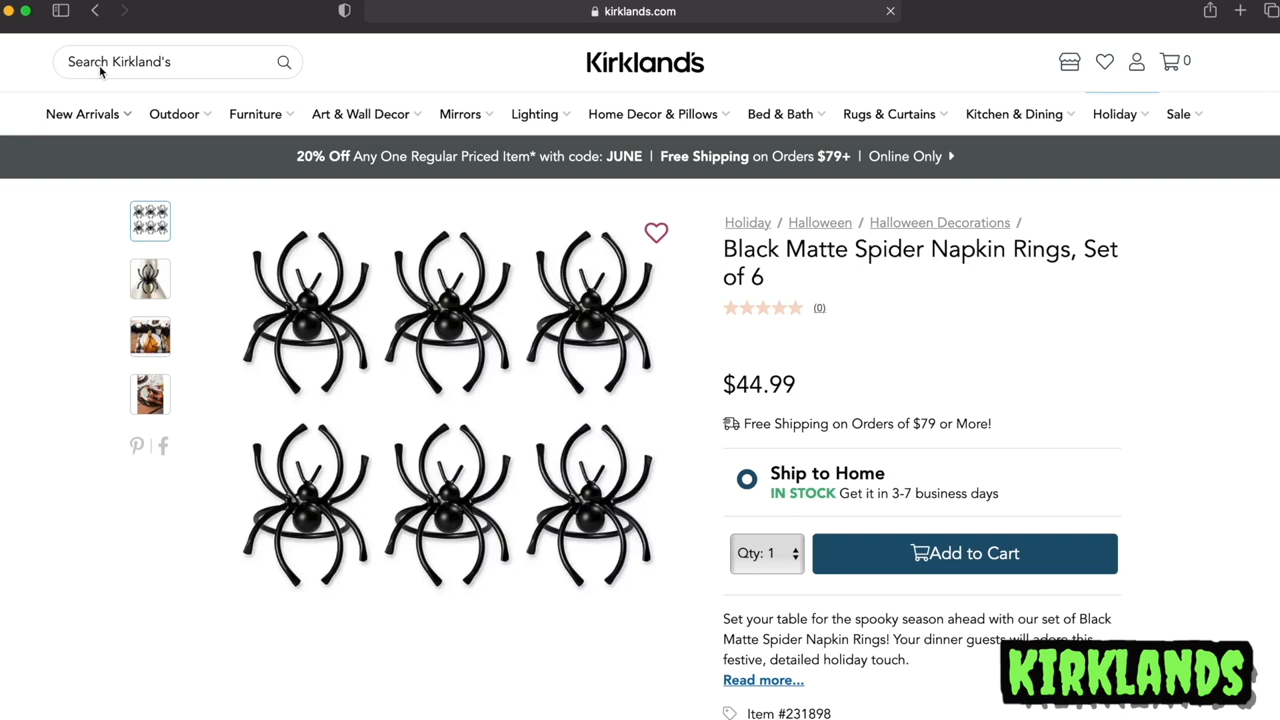 kirklands.com
Search Kirkland's
Kirkland's
0
New Arrivals Outdoor Furniture Art & Wall Decor Mirrors Lighting Home Decor & Pillows Bed & Bath Rugs & Curtains Kitchen & Dining Holiday Sale
20% Off Any One Regular Priced Item* with code: JUNE | Free Shipping on Orders $79+ | Online Only
Holiday / Halloween / Halloween Decorations /
Black Matte Spider Napkin Rings, Set
of 6
(0)
$44.99
Free Shipping on Orders of $79 or More!
Ship to Home
IN STOCK Get it in 3-7 business days
Qty: 1
Add to Cart
Set your table for the spooky season ahead with our set of Black
Matte Spider Napkin Rings! Your dinner guests will adore this
festive, detailed holiday touch.
Read more...
KIRKLANDS
Item #231898